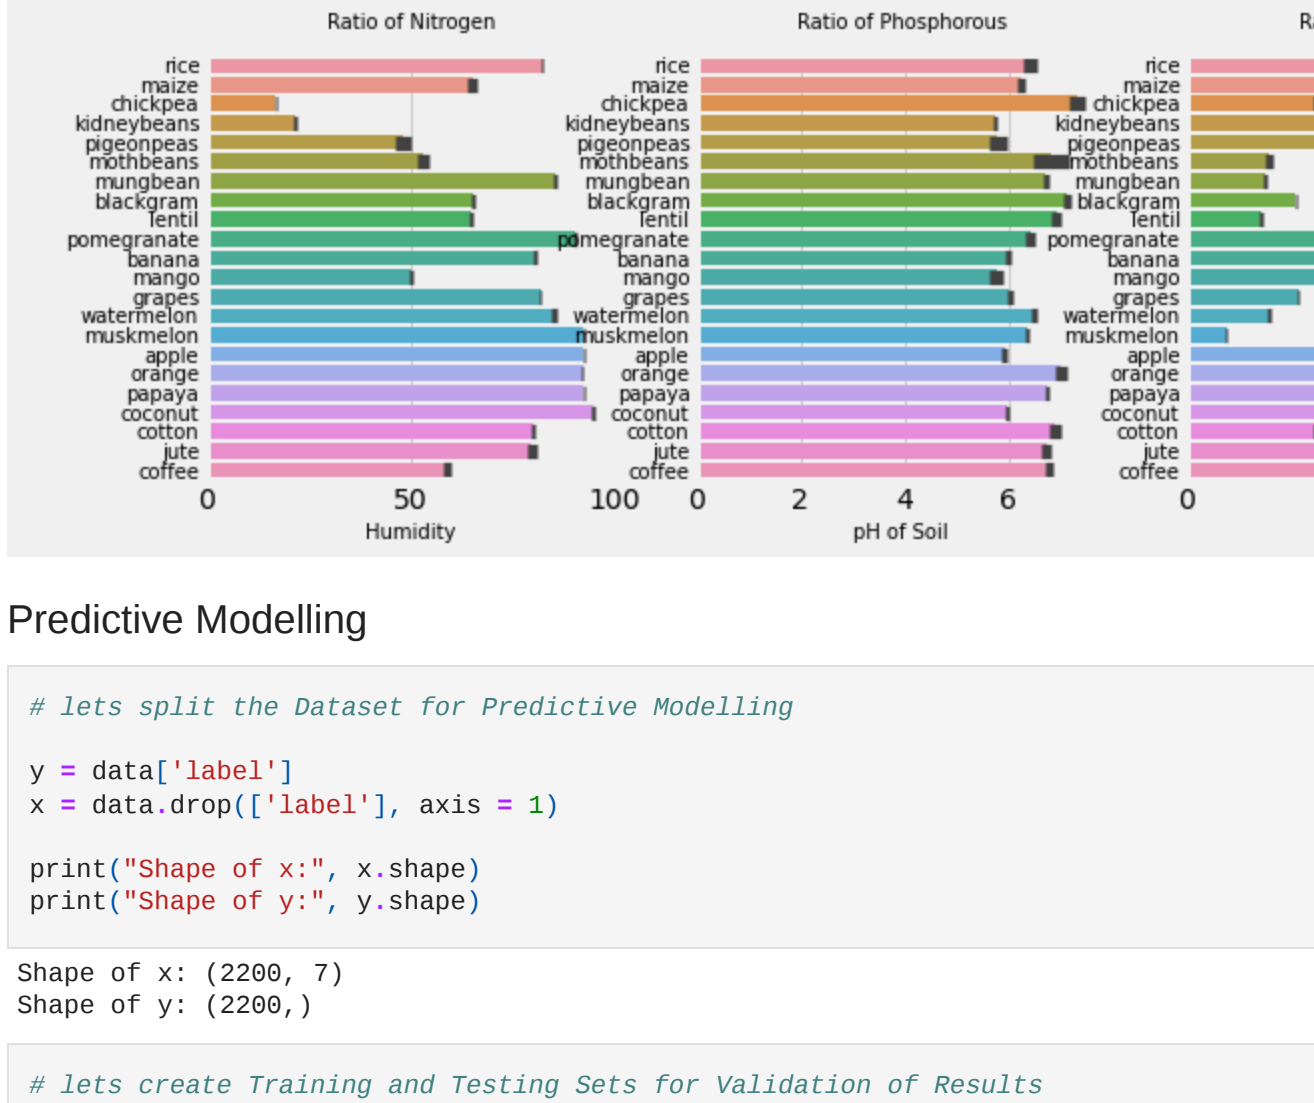 Ratio of Nitrogen Ratio of Phosphorous
rice rice rice
maize maize maize
chickpea chickpea chickpea
kidneybeans kidneybeans kidneybeans
pigeonpeas pigeonpeas pigeonpeas
mothbeans mothbeans mothbeans
mungbean mungbean mungbean
blackgram blackgram blackgram
lentil lentil lentil
pomegranate pomegranate pomegranate
banana banana banana
mango mango mango
grapes grapes grapes
watermelon watermelon watermelon
muskmelon muskmelon muskmelon
apple apple apple
orange orange orange
papaya papaya papaya
coconut coconut coconut
cotton cotton cotton
jute jute jute
coffee coffee coffee
0 50 100 0 2 4 6 0
Humidity pH of Soil
Predictive Modelling
# lets split the Dataset for Predictive Modelling
y = data['label']
x = data.drop(['label'], axis = 1)
print("Shape of x:", x.shape)
print("Shape of y:", y.shape)
Shape of x: (2200, 7)
Shape of y: (2200,)
# lets create Training and Testing Sets for Validation of Results